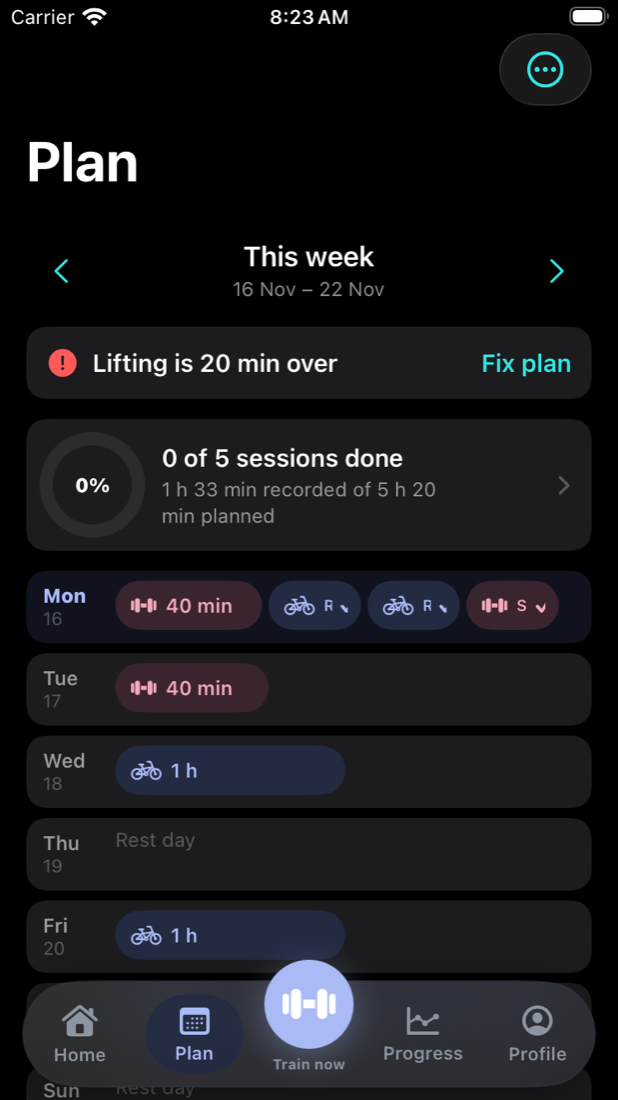 Carrier
8:23 AM
Plan
This week
16 Nov – 22 Nov
Lifting is 20 min over
Fix plan
0%
0 of 5 sessions done
1 h 33 min recorded of 5 h 20
min planned
Mon
16
40 min
R
R
S
Tue
17
40 min
Wed
18
1 h
Thu
19
Rest day
Fri
20
1 h
Home
Plan
Train now
Progress
Profile
Sun
Rest day